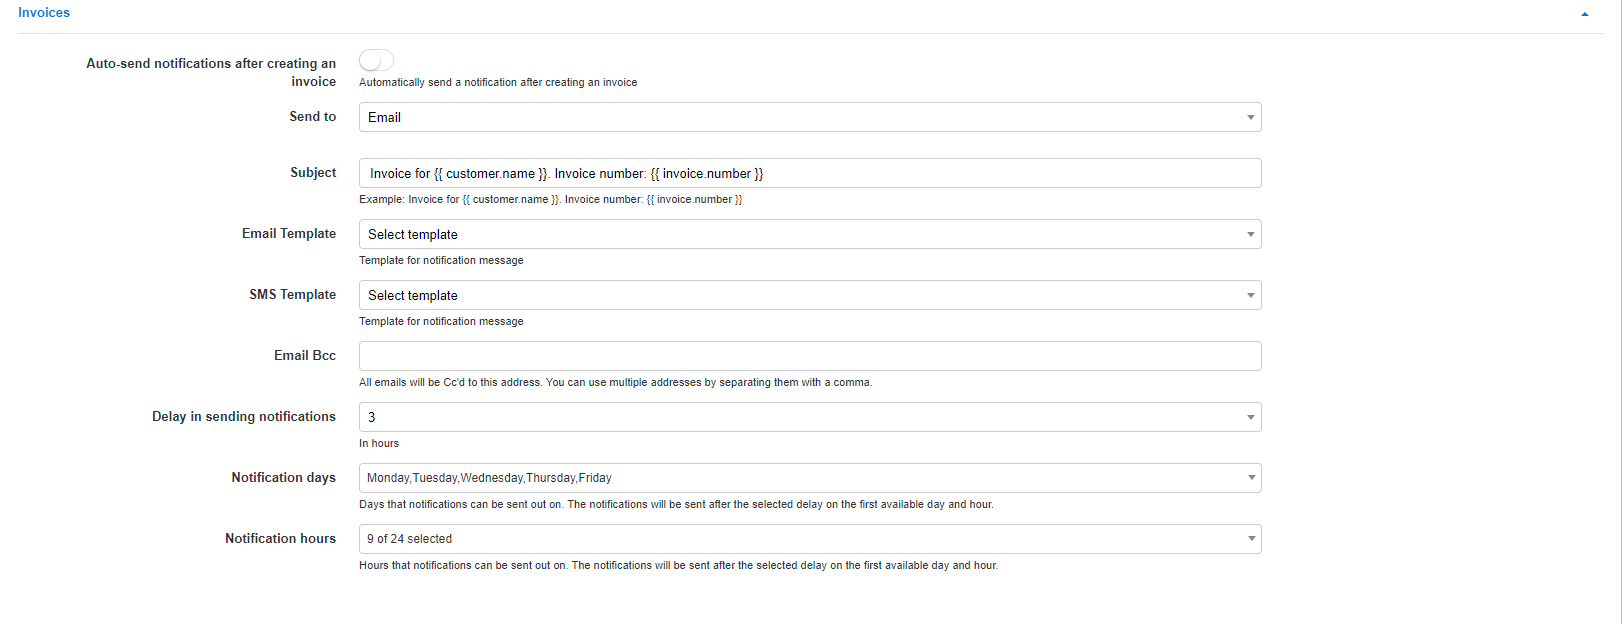 Invoices
Auto-send notifications after creating an
invoice
Automatically send a notification after creating an invoice
Send to
Email
Subject
Invoice for {{ customer.name }}. Invoice number: {{ invoice.number }}
Example: Invoice for {{ customer.name }}. Invoice number: {{ invoice.number }}
Email Template
Select template
Template for notification message
SMS Template
Select template
Template for notification message
Email Bcc
All emails will be Cc'd to this address. You can use multiple addresses by separating them with a comma.
Delay in sending notifications
3
In hours
Notification days
Monday,Tuesday,Wednesday,Thursday,Friday
Days that notifications can be sent out on. The notifications will be sent after the selected delay on the first available day and hour.
Notification hours
9 of 24 selected
Hours that notifications can be sent out on. The notifications will be sent after the selected delay on the first available day and hour.